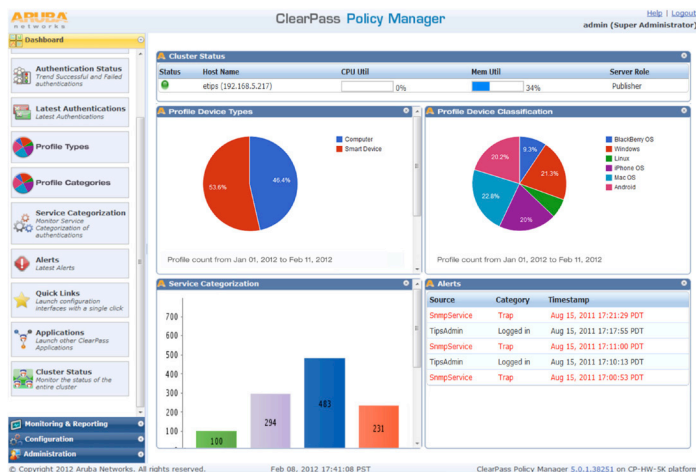 ARUBA
networks
ClearPass Policy Manager
Help | Logout
admin (Super Administrator)
Dashboard
Authentication Status
Trend Successful and Failed
authentications
Latest Authentications
Latest Authentications
Profile Types
Profile Categories
Service Categorization
Monitor Service
Categorization of
authentications
Alerts
Latest Alerts
Quick Links
Launch configuration
interfaces with a single click
Applications
Launch other ClearPass
Applications
Cluster Status
Monitor the status of the
entire cluster
Monitoring & Reporting
Configuration
Administration
Cluster Status
Status Host Name CPU Util Mem Util Server Role
etips (192.168.5.217) 0% 34% Publisher
Profile Device Types
Computer
Smart Device
46.4%
53.6%
Profile count from Jan 01, 2012 to Feb 11, 2012
Profile Device Classification
BlackBerry OS
Windows
Linux
iPhone OS
Mac OS
Android
9.3%
20.2%
21.3%
22.8%
20%
Profile count from Jan 01, 2012 to Feb 11, 2012
Service Categorization
700
600
500
400
300
200
100
100
294
483
231
Alerts
Source Category Timestamp
SnmpService Trap Aug 15, 2011 17:21:29 PDT
TipsAdmin Logged in Aug 15, 2011 17:17:55 PDT
SnmpService Trap Aug 15, 2011 17:11:00 PDT
TipsAdmin Logged in Aug 15, 2011 17:10:13 PDT
SnmpService Trap Aug 15, 2011 17:00:53 PDT
© Copyright 2012 Aruba Networks. All rights reserved. Feb 08, 2012 17:41:08 PST ClearPass Policy Manager 5.0.1.38251 on CP-HW-5K platform